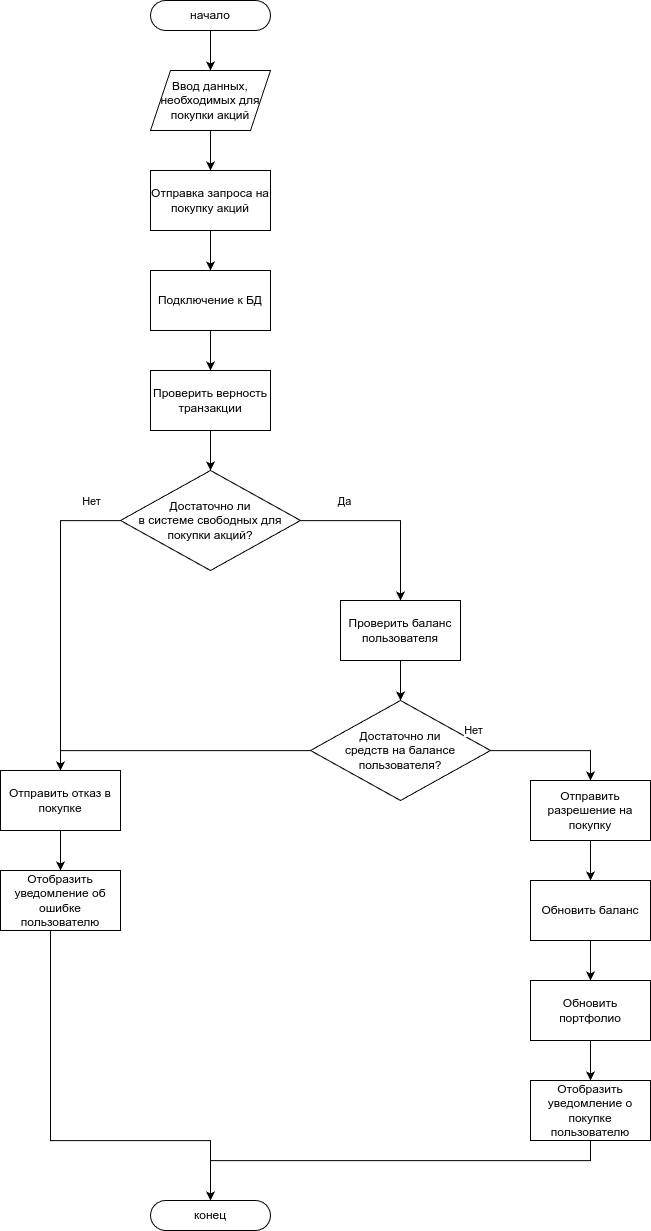 начало
Ввод данных,
необходимых для
покупки акций
Отправка запроса на
покупку акций
Подключение к БД
Проверить верность
транзакции
Нет
Достаточно ли
в системе свободных для
покупки акций?
Да
Проверить баланс
пользователя
Достаточно ли
средств на балансе
пользователя?
Нет
Отправить отказ в
покупке
Отправить
разрешение на
покупку
Отобразить
уведомление об
ошибке
пользователю
Обновить баланс
Обновить
портфолио
Отобразить
уведомление о
покупке
пользователю
конец